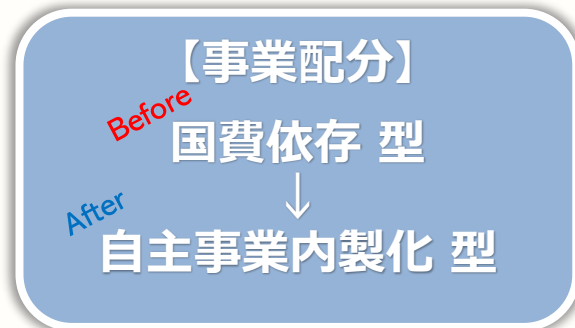 【事業配分】
Before
国費依存 型
↓
After
自主事業内製化 型